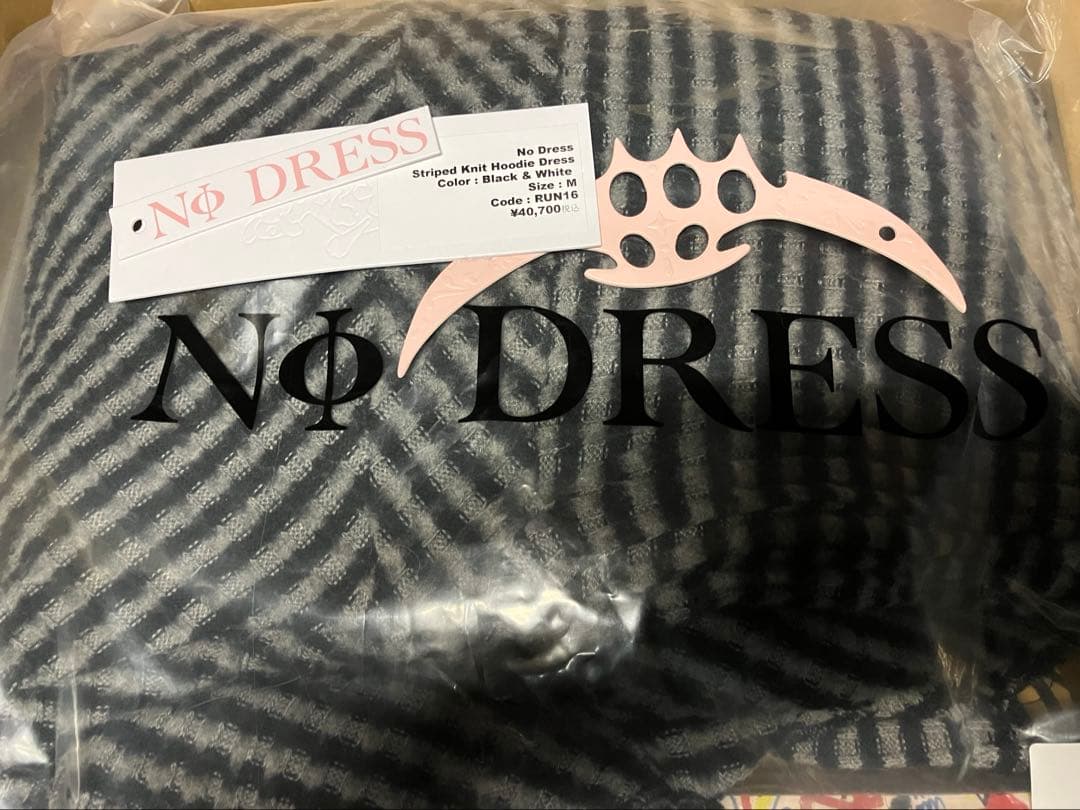 NΦ DRESS
No Dress
Striped Knit Hoodie Dress
Color : Black & White
Size : M
Code : RUN16
¥40,700税込
NΦ DRESS